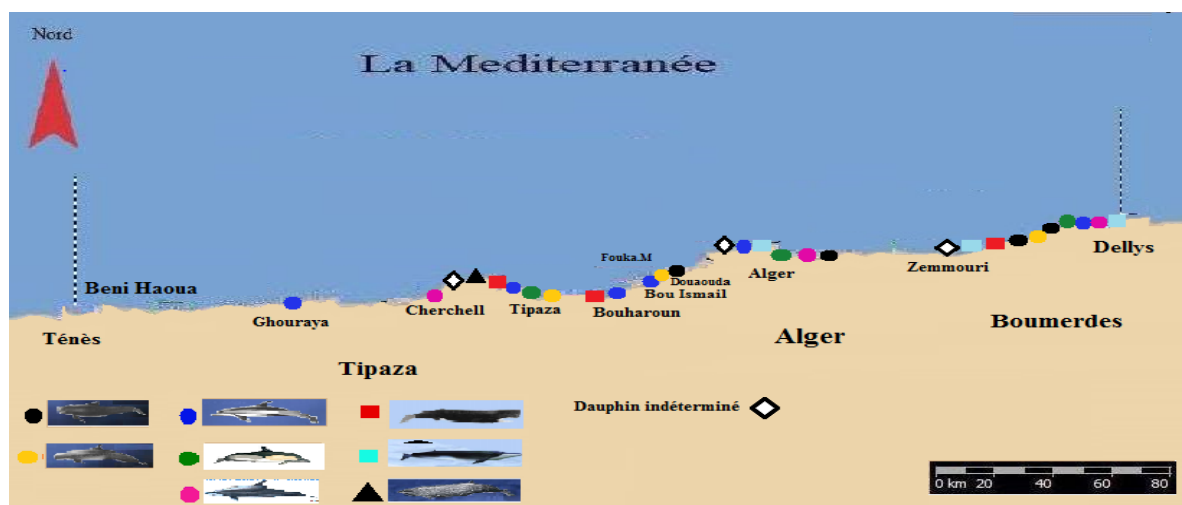 Nord
La Mediterranée
Fouka.M
Douaouda
Alger
Zemmouri
Dellys
Beni Haoua
Ghouraya
Cherchell
Tipaza
Bouharoun
Bou Ismail
Ténès
Alger
Boumerdes
Tipaza
Dauphin indéterminé
0 km 20 40 60 80